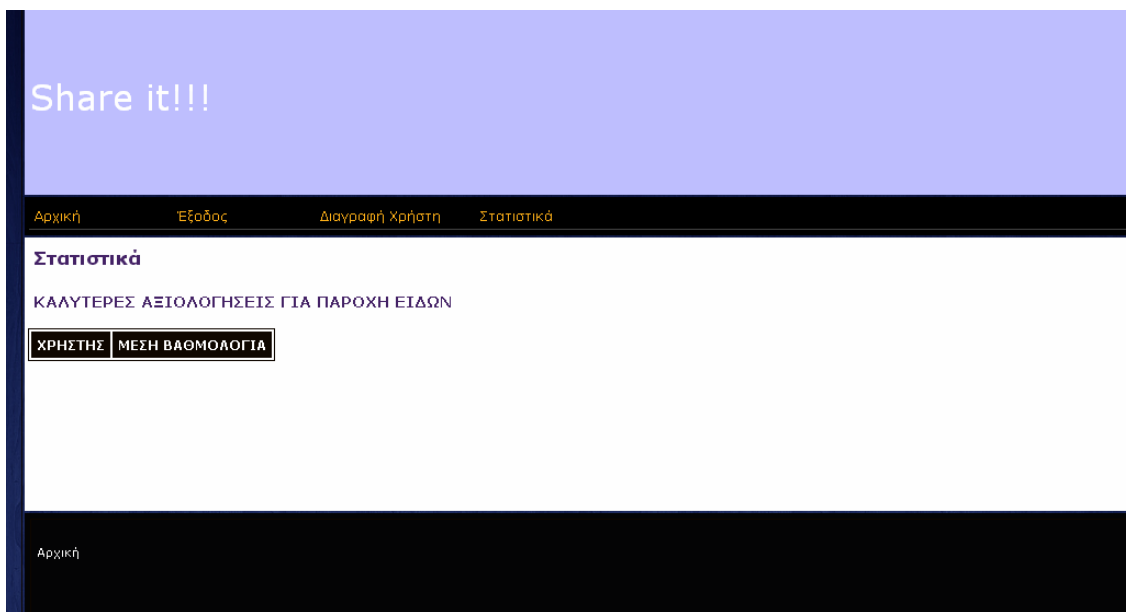 Share it!!!
Αρχική Έξοδος Διαγραφή Χρήστη Στατιστικά
Στατιστικά
ΚΑΛΥΤΕΡΕΣ ΑΞΙΟΛΟΓΗΣΕΙΣ ΓΙΑ ΠΑΡΟΧΗ ΕΙΔΩΝ
ΧΡΗΣΤΗΣ ΜΕΣΗ ΒΑΘΜΟΛΟΓΙΑ
Αρχική